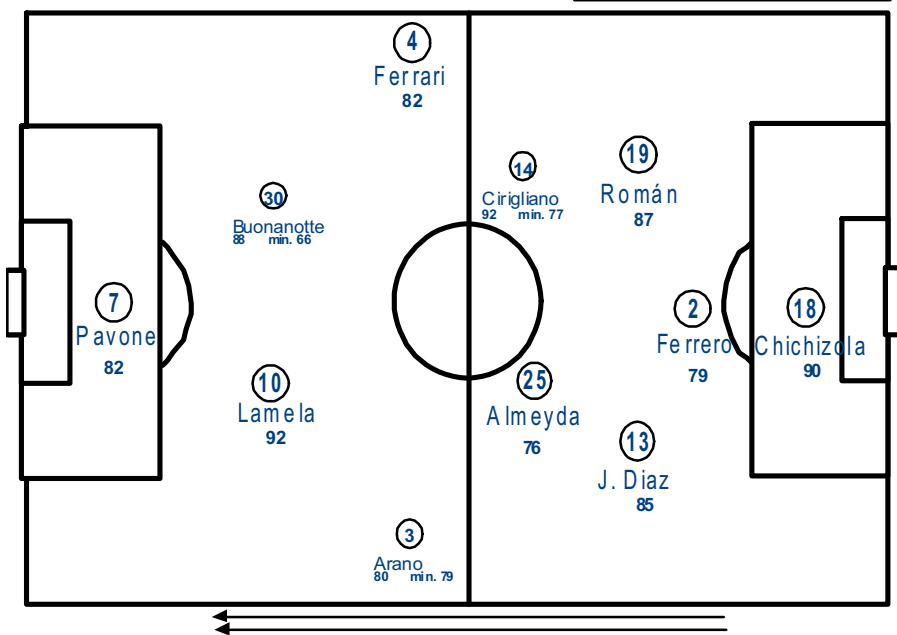 4
Ferrari
82
19
Román
87
14
Cirigliano
92 min. 77
30
Buonanotte
88 min. 66
7
Pavone
82
2
Ferrero
79
18
Chichizola
90
10
Lamela
92
25
Almeyda
76
13
J. Diaz
85
3
Arano
80 min. 79